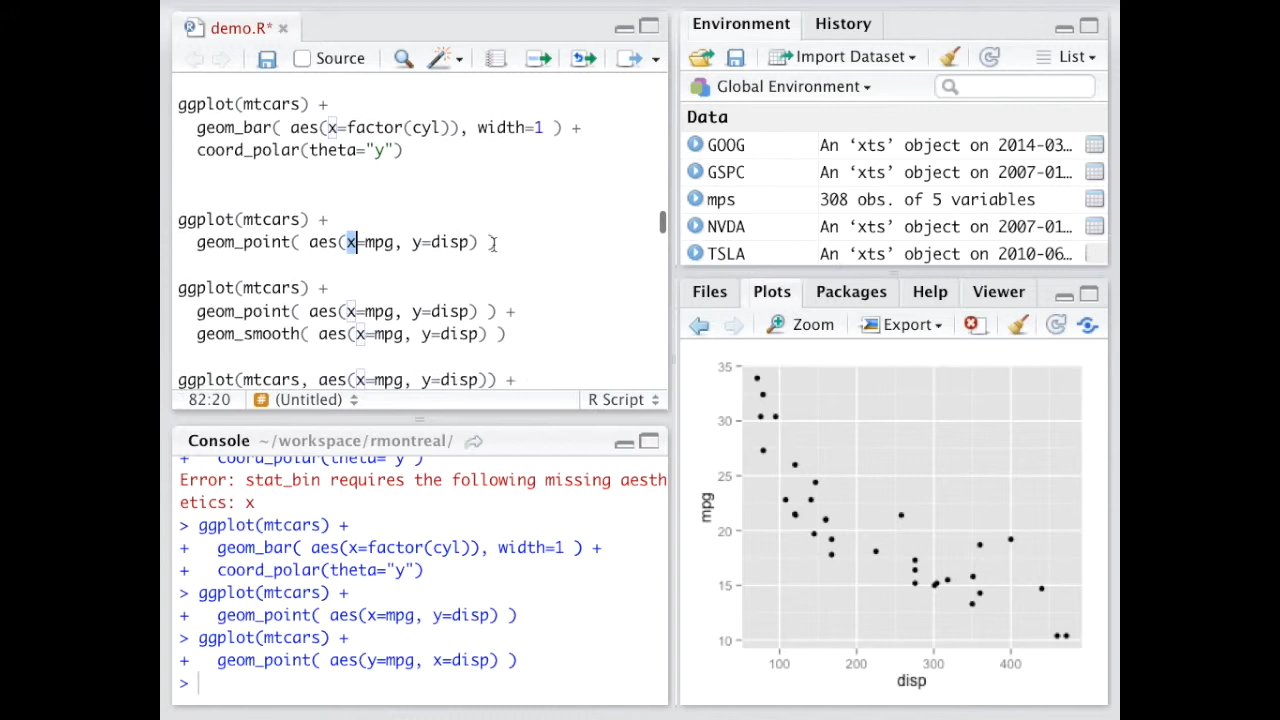 demo.R*
Source
ggplot(mtcars) +
geom_bar( aes(x=factor(cyl)), width=1 ) +
coord_polar(theta="y")
ggplot(mtcars) +
geom_point( aes(x=mpg, y=disp) )
ggplot(mtcars) +
geom_point( aes(x=mpg, y=disp) ) +
geom_smooth( aes(x=mpg, y=disp) )
ggplot(mtcars, aes(x=mpg, y=disp)) +
82:20 # (Untitled) R Script
Console ~/workspace/rmontreal/
+ coord_polar(theta="y")
Error: stat_bin requires the following missing aesth
etics: x
> ggplot(mtcars) +
+ geom_bar( aes(x=factor(cyl)), width=1 ) +
+ coord_polar(theta="y")
> ggplot(mtcars) +
+ geom_point( aes(x=mpg, y=disp) )
> ggplot(mtcars) +
+ geom_point( aes(y=mpg, x=disp) )
>
Environment History
Import Dataset List
Global Environment
Data
GOOG An ‘xts’ object on 2014-03…
GSPC An ‘xts’ object on 2007-01…
mps 308 obs. of 5 variables
NVDA An ‘xts’ object on 2007-01…
TSLA An ‘xts’ object on 2010-06…
Files Plots Packages Help Viewer
Zoom Export
35
30
25
20
15
10
mpg
100 200 300 400
disp